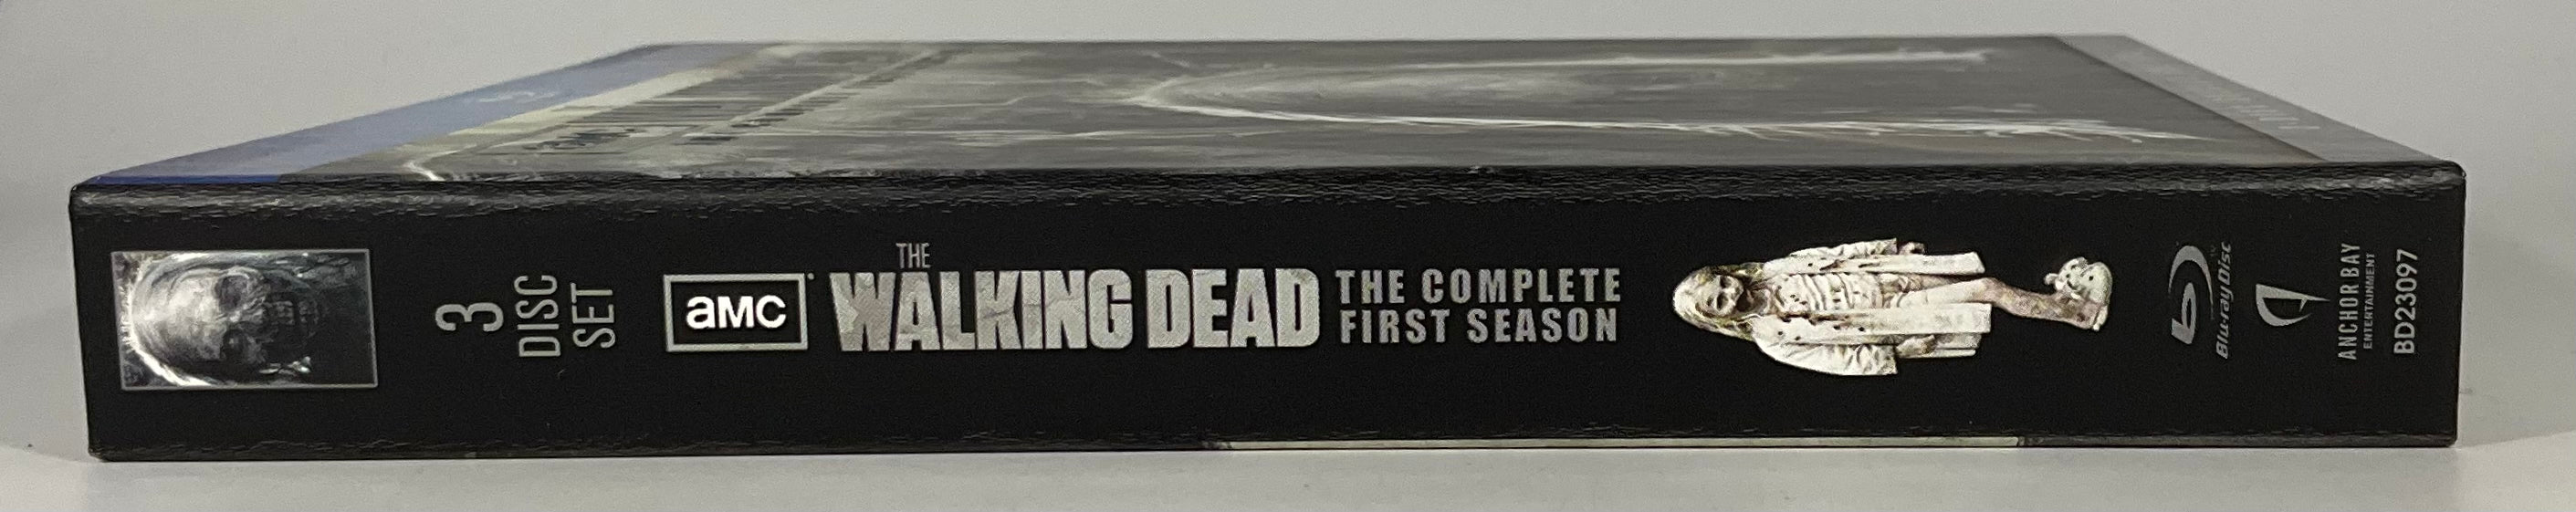 3
DISC
SET
aMC
THE
WALKING DEAD
THE COMPLETE
FIRST SEASON
Blu-ray Disc
ANCHOR BAY
ENTERTAINMENT
BD23097